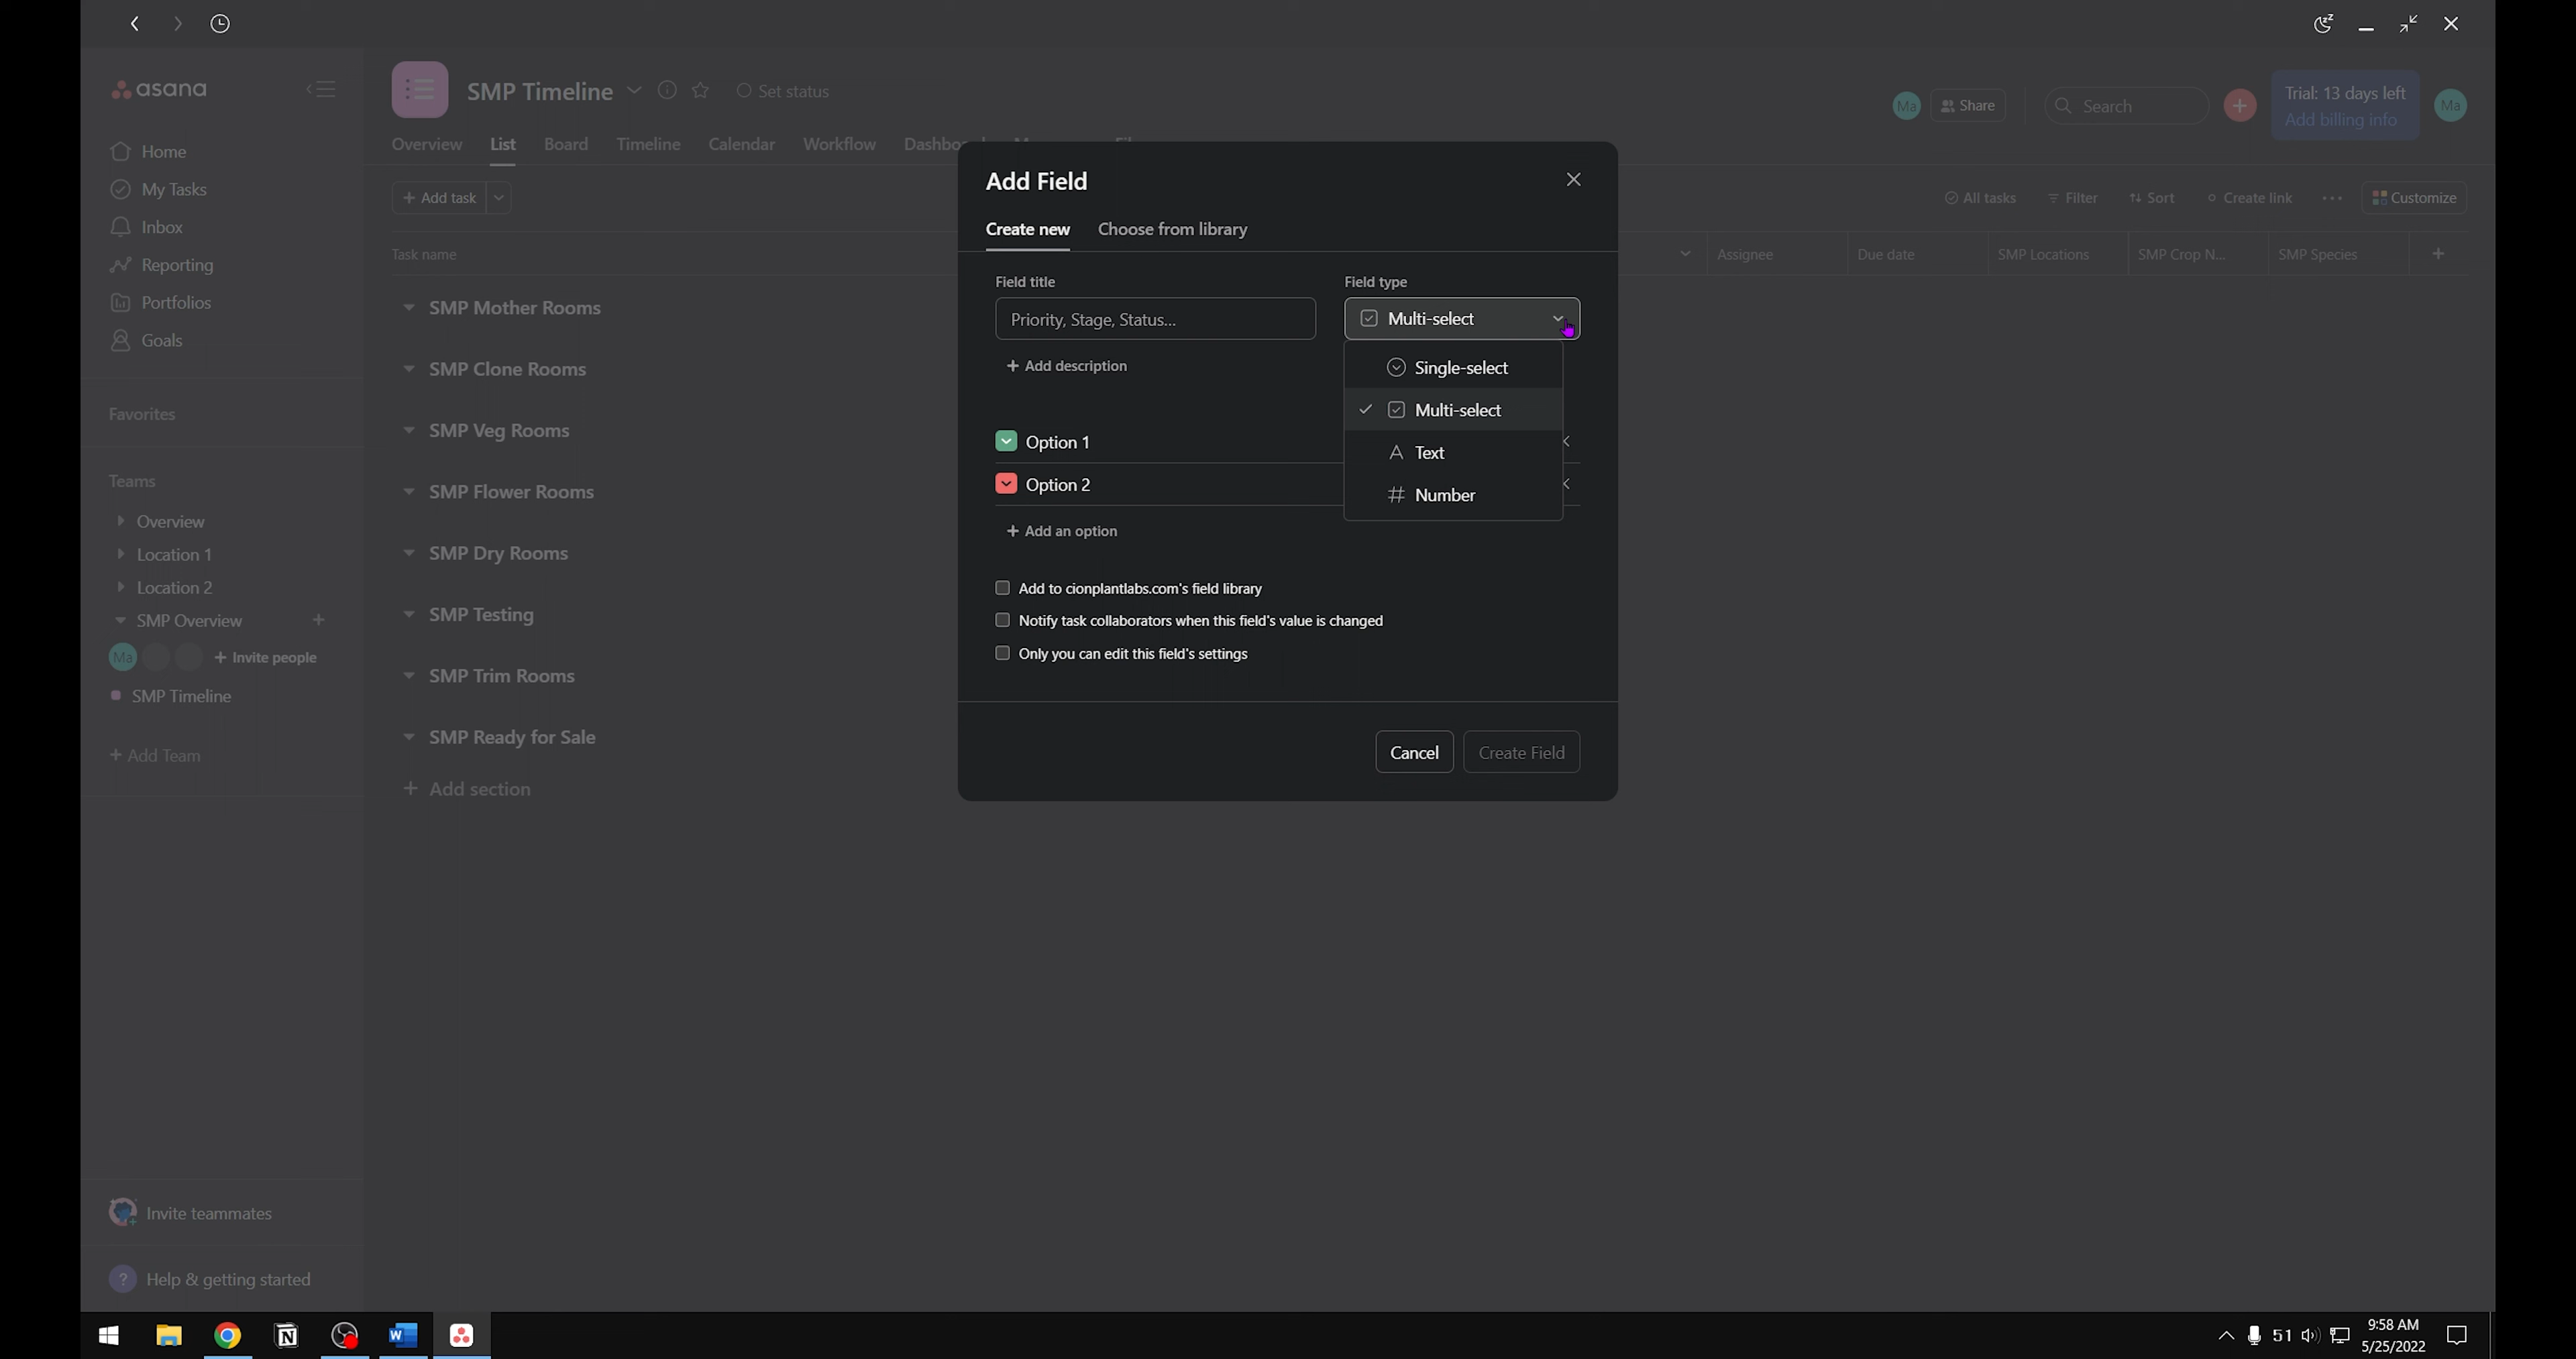 asana
SMP Timeline
Set status
Ma
Share
Search
Trial: 13 days left
Add billing info
Ma
Overview
List
Board
Timeline
Calendar
Workflow
Home
My Tasks
Inbox
Reporting
Portfolios
Goals
Favorites
Teams
Overview
Location 1
Location 2
SMP Overview
Ma
+ Invite people
SMP Timeline
+ Add Team
Invite teammates
? Help & getting started
+ Add task
All tasks
Filter
Sort
Create link
Customize
Task name
Assignee
Due date
SMP Locations
SMP Crop N...
SMP Species
SMP Mother Rooms
SMP Clone Rooms
SMP Veg Rooms
SMP Flower Rooms
SMP Dry Rooms
SMP Testing
SMP Trim Rooms
SMP Ready for Sale
+ Add section
Add Field
Create new
Choose from library
Field title
Field type
Priority, Stage, Status...
Multi-select
+ Add description
Single-select
Multi-select
A Text
# Number
Option 1
Option 2
+ Add an option
Add to cionplantlabs.com's field library
Notify task collaborators when this field's value is changed
Only you can edit this field's settings
Cancel
Create Field
51
9:58 AM
5/25/2022